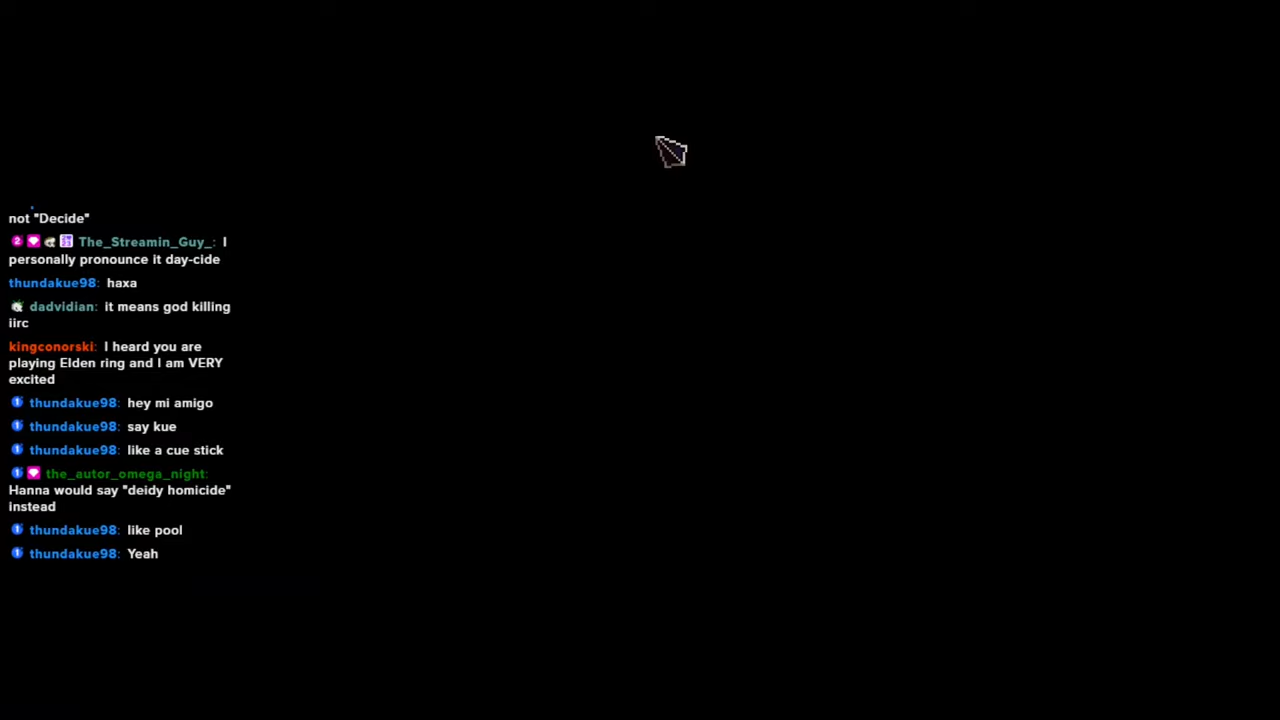 not "Decide"
The_Streamin_Guy_: I
personally pronounce it day-cide
thundakue98: haxa
dadvidian: it means god killing
iirc
kingconorski: I heard you are
playing Elden ring and I am VERY
excited
thundakue98: hey mi amigo
thundakue98: say kue
thundakue98: like a cue stick
the_autor_omega_night:
Hanna would say "deidy homicide"
instead
thundakue98: like pool
thundakue98: Yeah